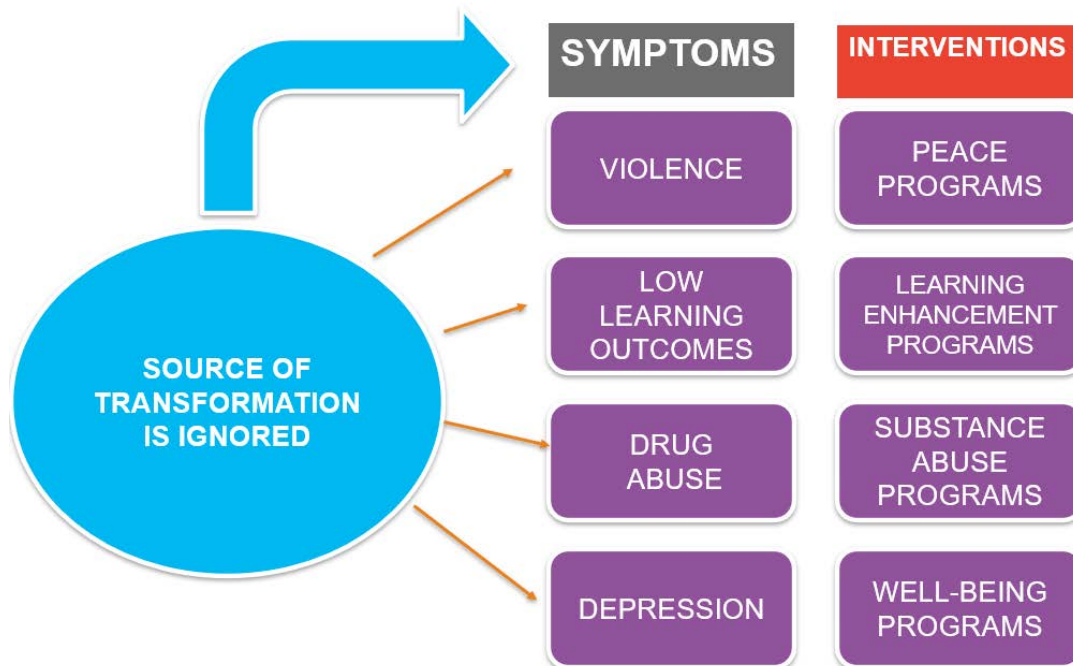 SYMPTOMS
INTERVENTIONS
VIOLENCE
PEACE
PROGRAMS
LOW
LEARNING
OUTCOMES
LEARNING
ENHANCEMENT
PROGRAMS
SOURCE OF
TRANSFORMATION
IS IGNORED
DRUG
ABUSE
SUBSTANCE
ABUSE
PROGRAMS
DEPRESSION
WELL-BEING
PROGRAMS